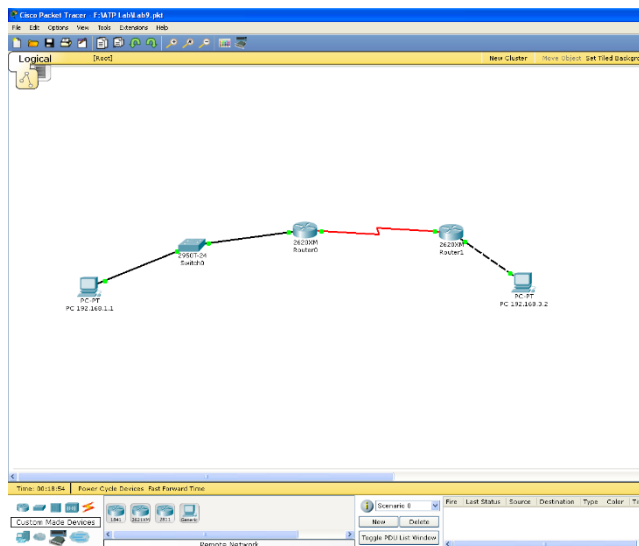 Cisco Packet Tracer F:\ATP Lab\Lab9.pkt
File Edit Options View Tools Extensions Help
Logical [Root] New Cluster Move Object Set Tiled Backgro
2950T-24
Switch0
2620XM
Router0
2620XM
Router1
PC-PT
PC 192.168.1.1
PC-PT
PC 192.168.3.2
Time: 00:18:54 Power Cycle Devices Fast Forward Time
Scenario 0
Fire Last Status Source Destination Type Color
New Delete
Toggle PDU List Window
Custom Made Devices
Remote Network